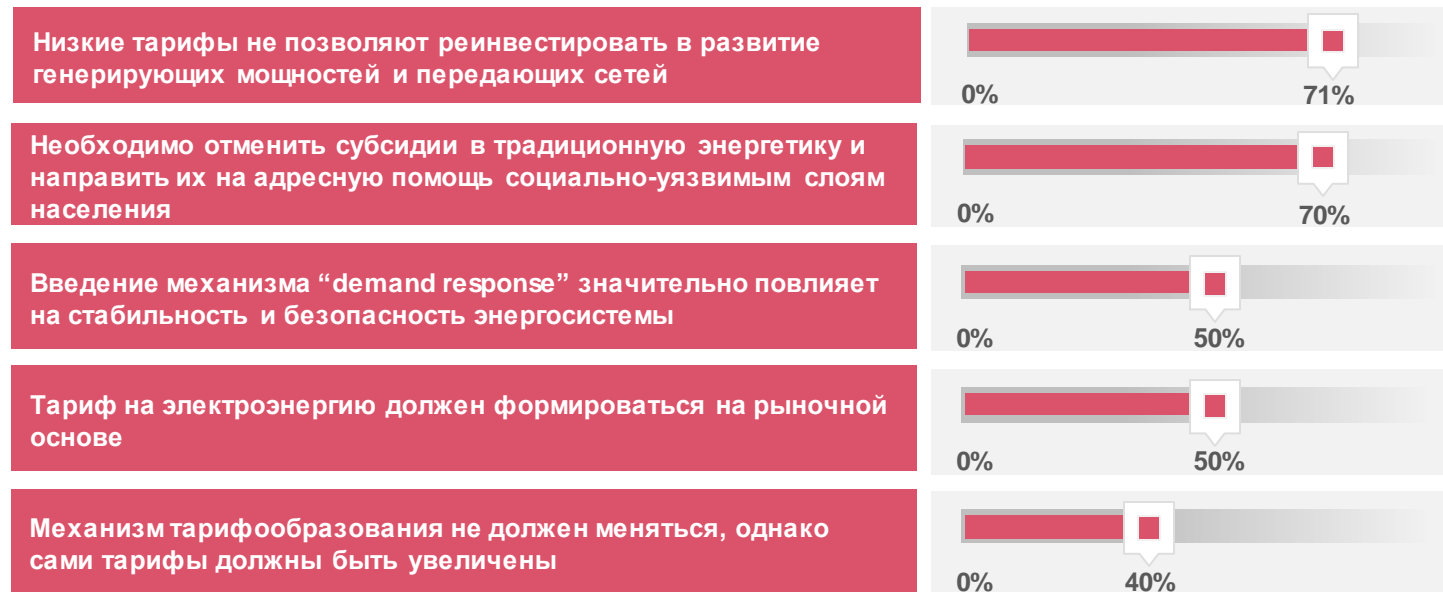 Низкие тарифы не позволяют реинвестировать в развитие
генерирующих мощностей и передающих сетей
0%
71%
Необходимо отменить субсидии в традиционную энергетику и
направить их на адресную помощь социально-уязвимым слоям
населения
0%
70%
Введение механизма “demand response” значительно повлияет
на стабильность и безопасность энергосистемы
0%
50%
Тариф на электроэнергию должен формироваться на рыночной
основе
0%
50%
Механизм тарифообразования не должен меняться, однако
сами тарифы должны быть увеличены
0%
40%